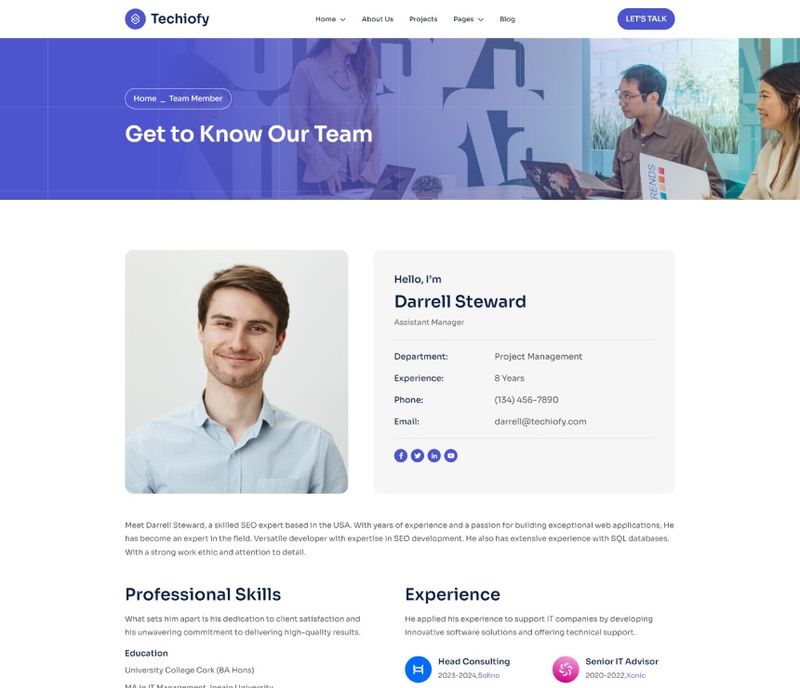 Techiofy
Home
About Us
Projects
Pages
Blog
LET'S TALK
Home _ Team Member
Get to Know Our Team
TRENDS
Hello, I'm
Darrell Steward
Assistant Manager
Department: Project Management
Experience: 8 Years
Phone: (134) 456-7890
Email: darrell@techiofy.com
Meet Darrell Steward, a skilled SEO expert based in the USA. With years of experience and a passion for building exceptional web applications, He
has become an expert in the field. Versatile developer with expertise in SEO development. He also has extensive experience with SQL databases.
With a strong work ethic and attention to detail.
Professional Skills
What sets him apart is his dedication to client satisfaction and
his unwavering commitment to delivering high-quality results.
Education
University College Cork (BA Hons)
MA in IT Management, 
Experience
He applied his experience to support IT companies by developing
innovative software solutions and offering technical support.
Head Consulting
2023-2024,Solino
Senior IT Advisor
2020-2022,Xonic